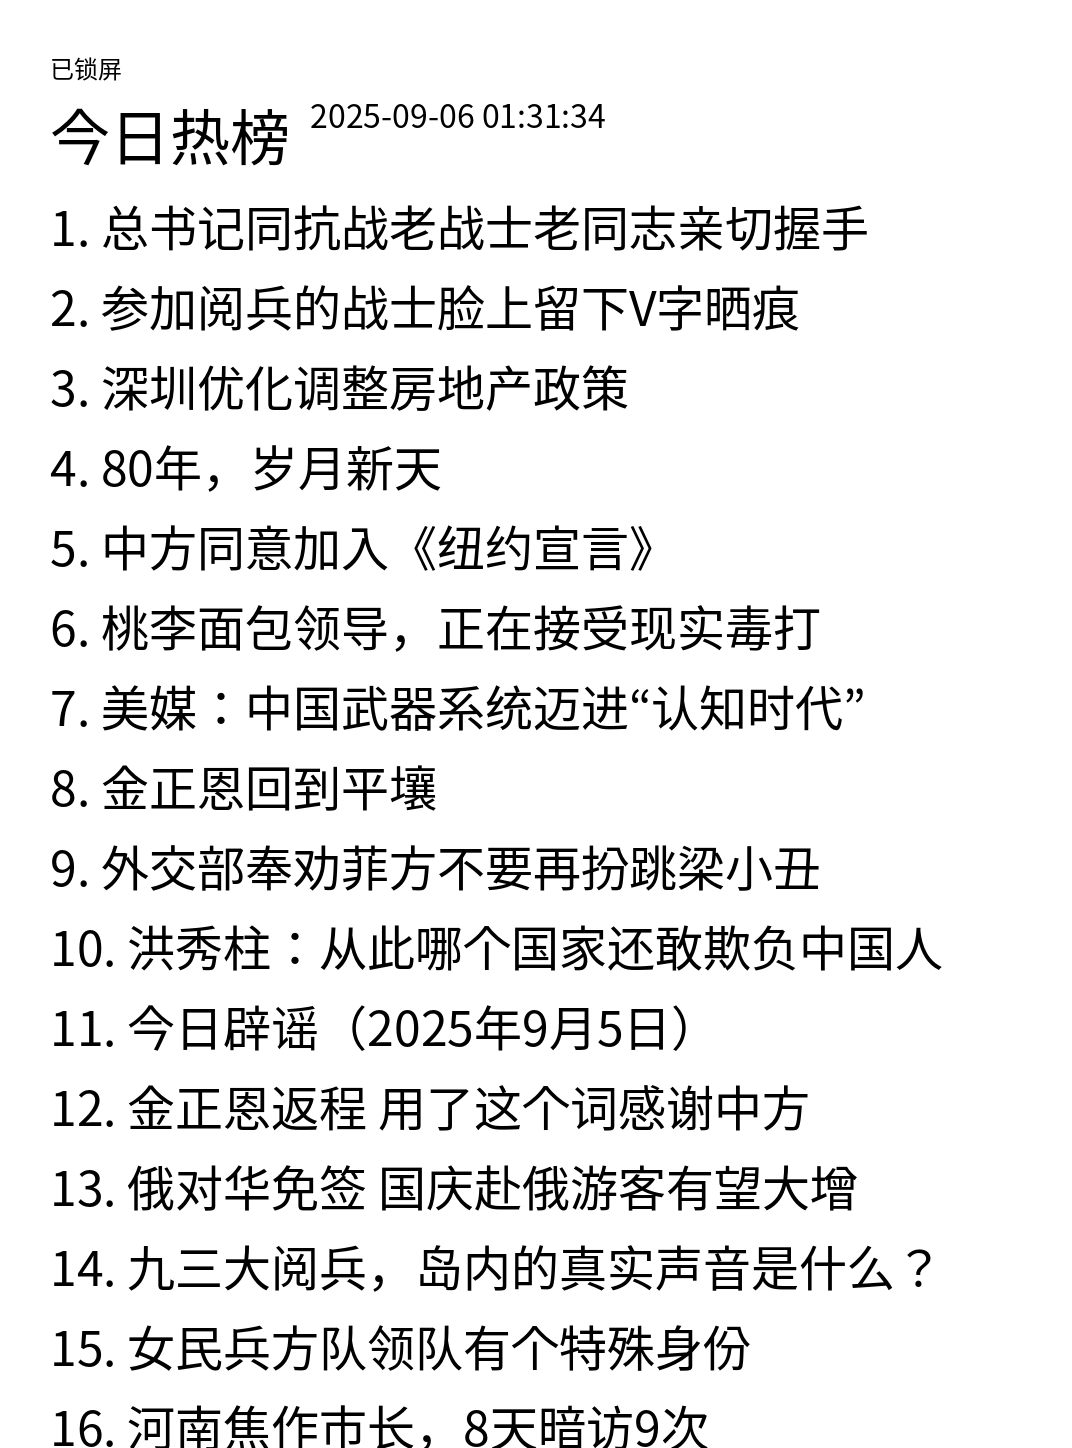 已锁屏
今日热榜 2025-09-06 01:31:34
1. 总书记同抗战老战士老同志亲切握手
2. 参加阅兵的战士脸上留下V字晒痕
3. 深圳优化调整房地产政策
4. 80年，岁月新天
5. 中方同意加入《纽约宣言》
6. 桃李面包领导，正在接受现实毒打
7. 美媒：中国武器系统迈进“认知时代”
8. 金正恩回到平壤
9. 外交部奉劝菲方不要再扮跳梁小丑
10. 洪秀柱：从此哪个国家还敢欺负中国人
11. 今日辟谣（2025年9月5日）
12. 金正恩返程 用了这个词感谢中方
13. 俄对华免签 国庆赴俄游客有望大增
14. 九三大阅兵，岛内的真实声音是什么？
15. 女民兵方队领队有个特殊身份
16. 河南焦作市长，8天暗访9次